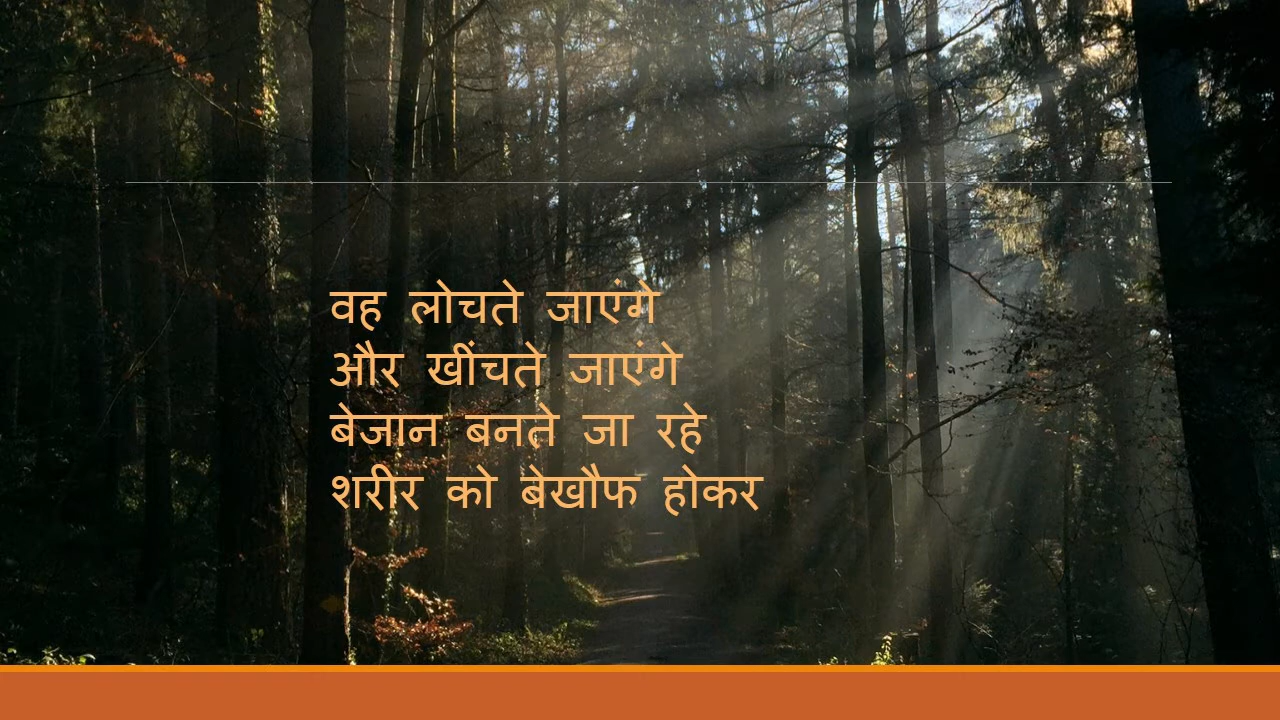 वह लोचते जाएंगे
और खींचते जाएंगे
बेजान बनते जा रहे
शरीर को बेखौफ होकर